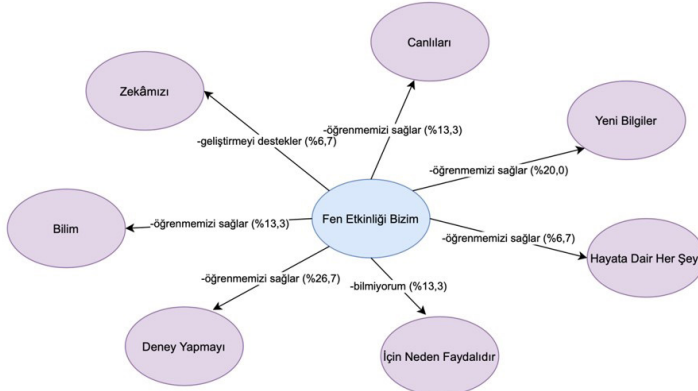 Canlıları
Zekâmızı
-öğrenmemizi sağlar (%13,3)
Yeni Bilgiler
-geliştirmeyi destekler (%6,7)
-öğrenmemizi sağlar (%20,0)
Fen Etkinliği Bizim
Bilim
-öğrenmemizi sağlar (%13,3)
-öğrenmemizi sağlar (%6,7)
Hayata Dair Her Şey
-öğrenmemizi sağlar (%26,7)
-bilmiyorum (%13,3)
Deney Yapmayı
İçin Neden Faydalıdır